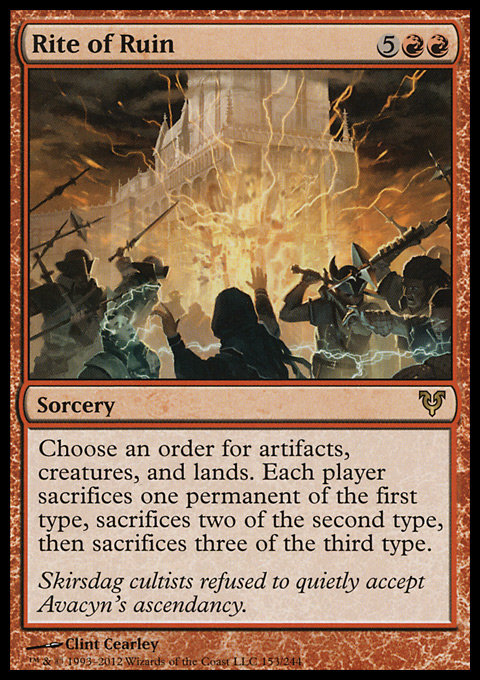 Rite of Ruin 5
Sorcery
Choose an order for artifacts,
creatures, and lands. Each player
sacrifices one permanent of the first
type, sacrifices two of the second type,
then sacrifices three of the third type.
Skirsdag cultists refused to quietly accept
Avacyn's ascendancy.
Clint Cearley
™ & © 1993–2012 Wizards of the Coast LLC 153/244